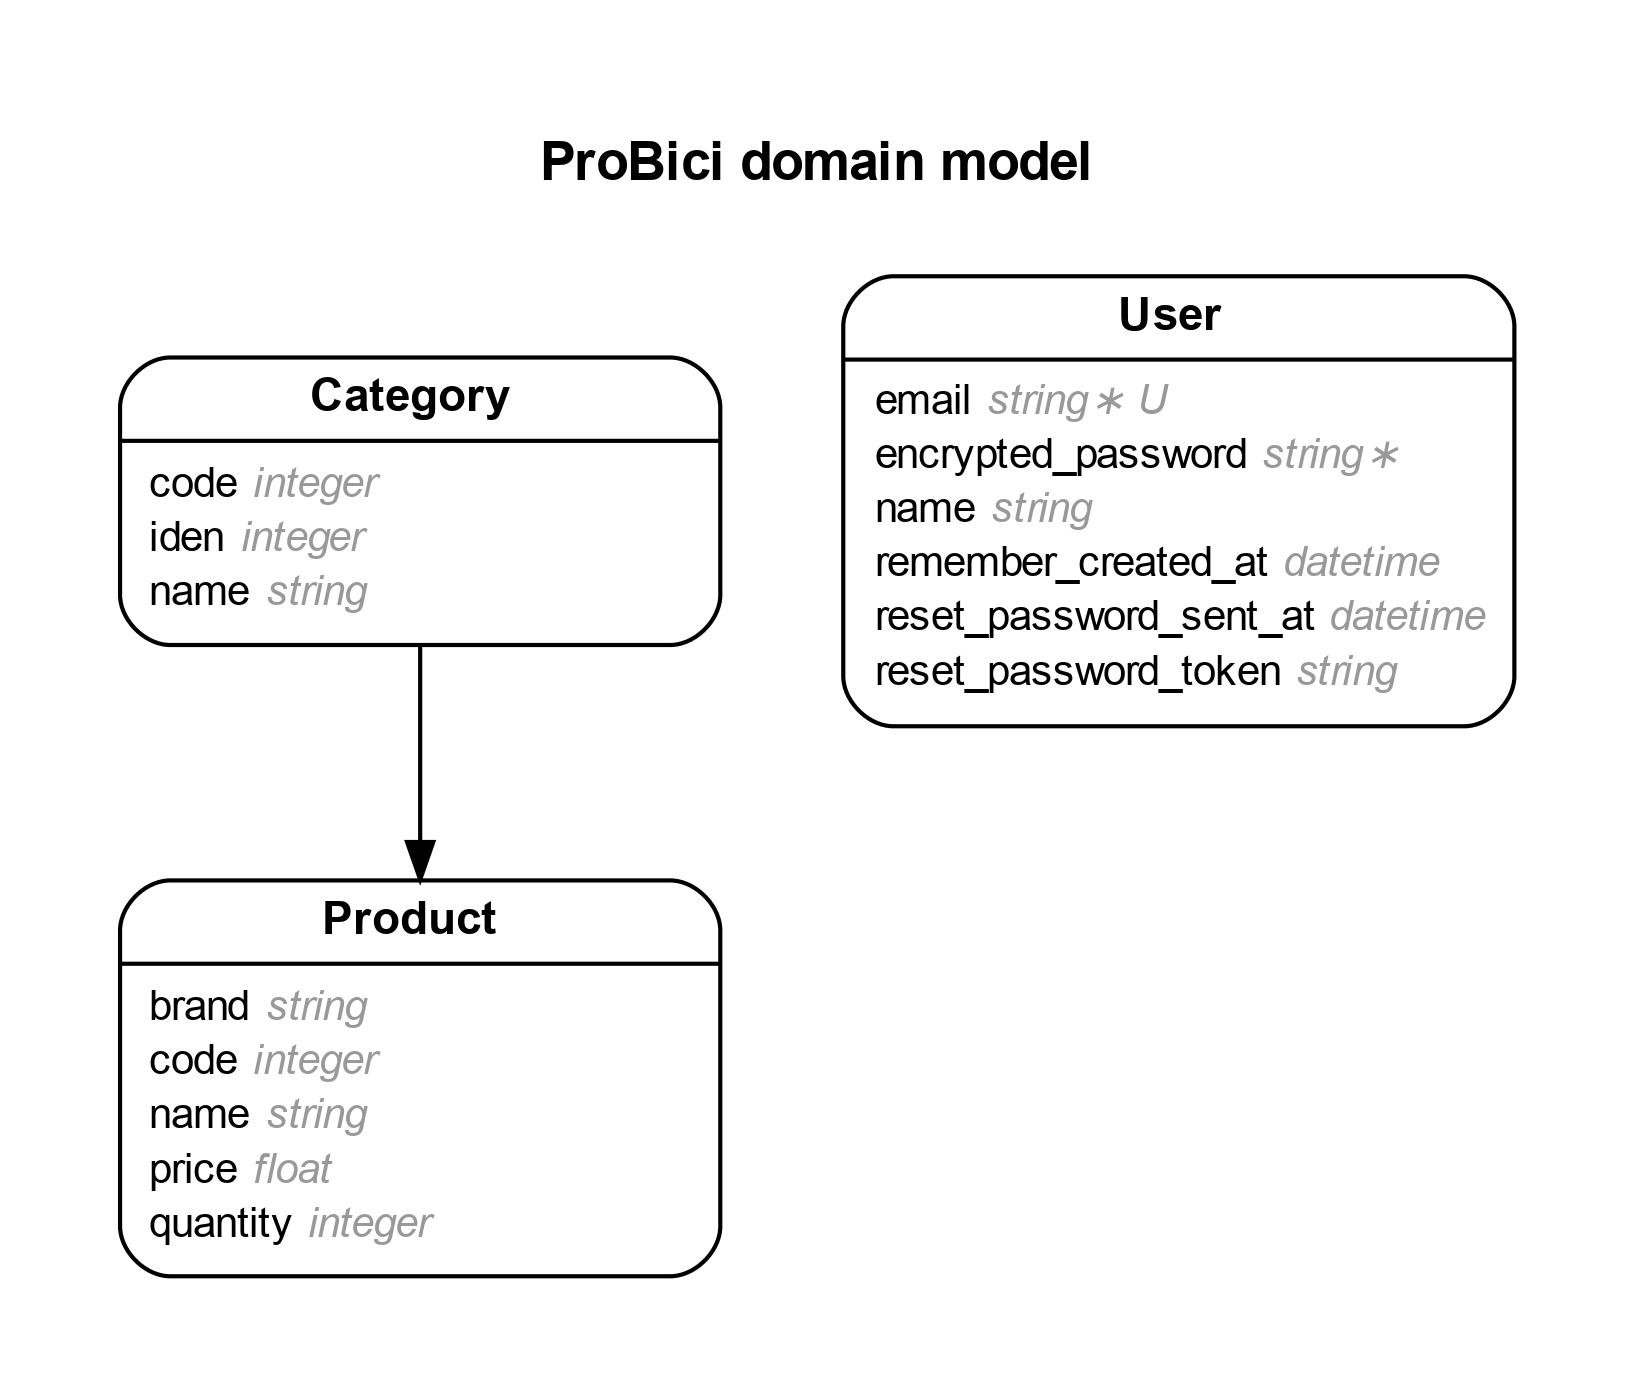 ProBici domain model
Category
code integer
iden integer
name string
User
email string∗ U
encrypted_password string∗
name string
remember_created_at datetime
reset_password_sent_at datetime
reset_password_token string
Product
brand string
code integer
name string
price float
quantity integer